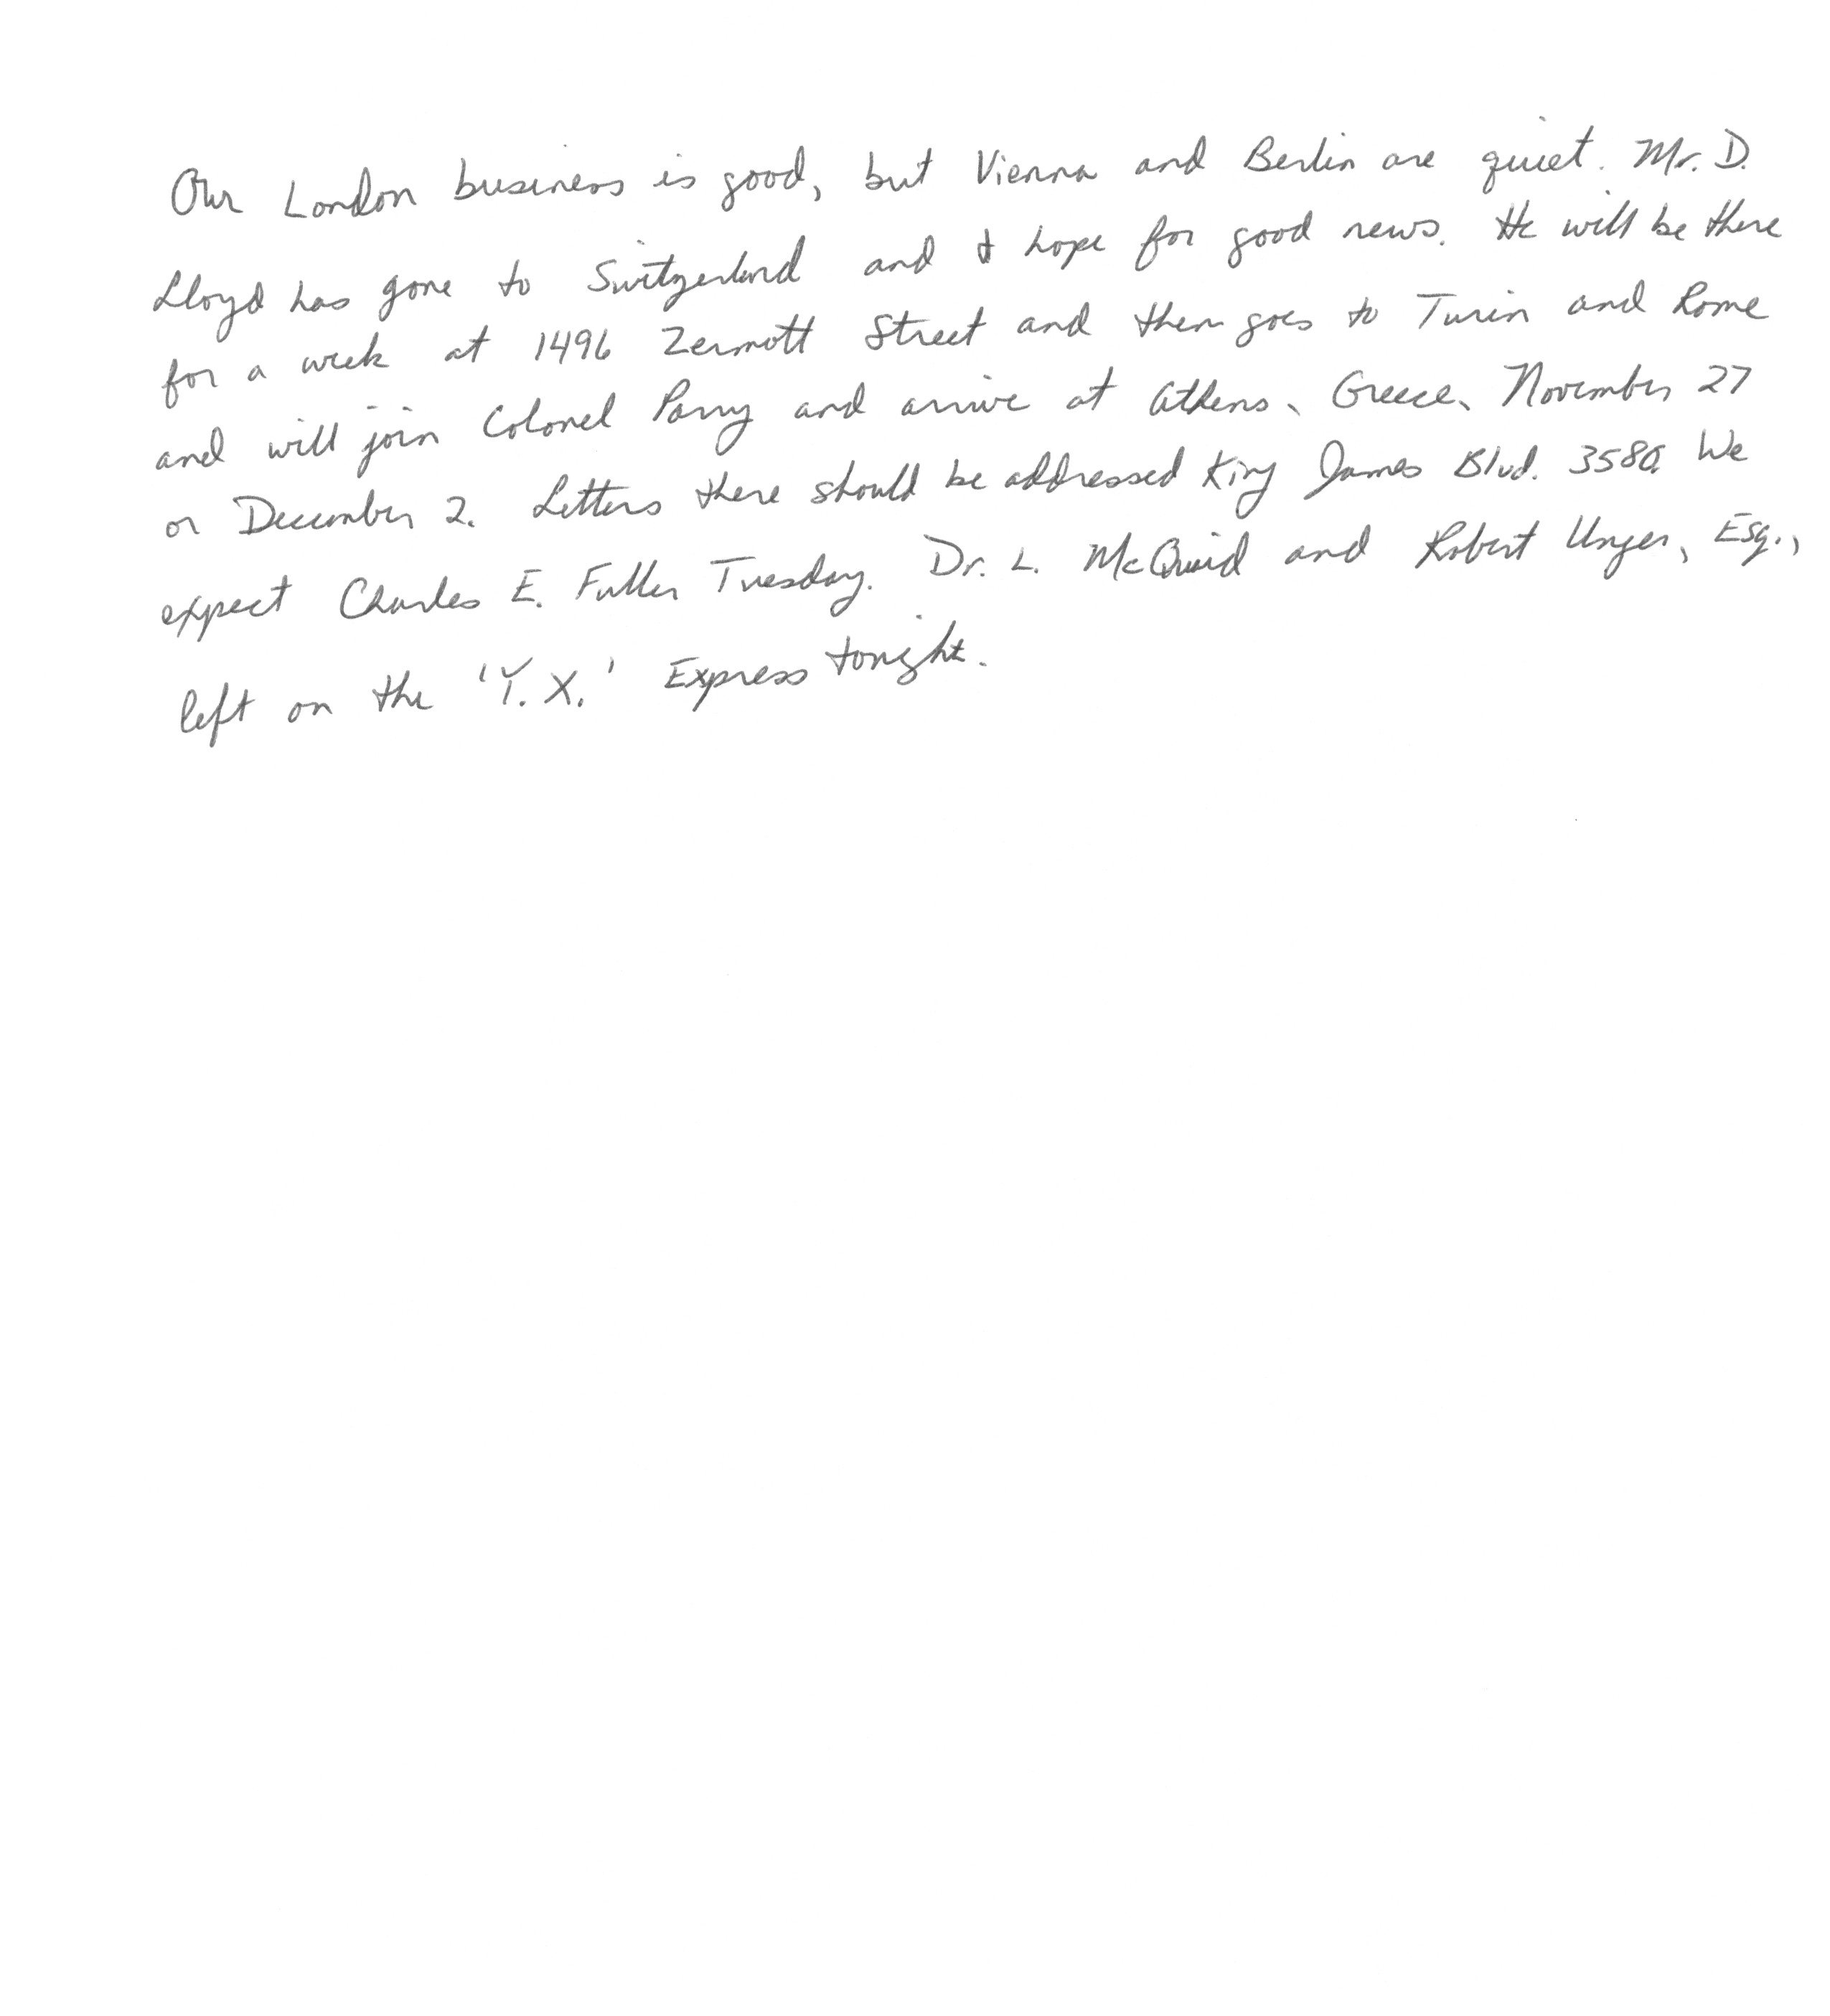 Our London business is good, but Vienna and Berlin are quiet. Mr. D.
Lloyd has gone to Switzerland and I hope for good news. He will be there
for a week at 1496 Zermott Street and then goes to Turin and Rome
and will join Colonel Parry and arrive at Athens, Greece, November 27
or December 2. Letters there should be addressed King James Blvd. 3580. We
expect Charles E. Fuller Tuesday. Dr. L. McQuaid and Robert Unger, Esq.,
left on the 'Y. X.' Express tonight.